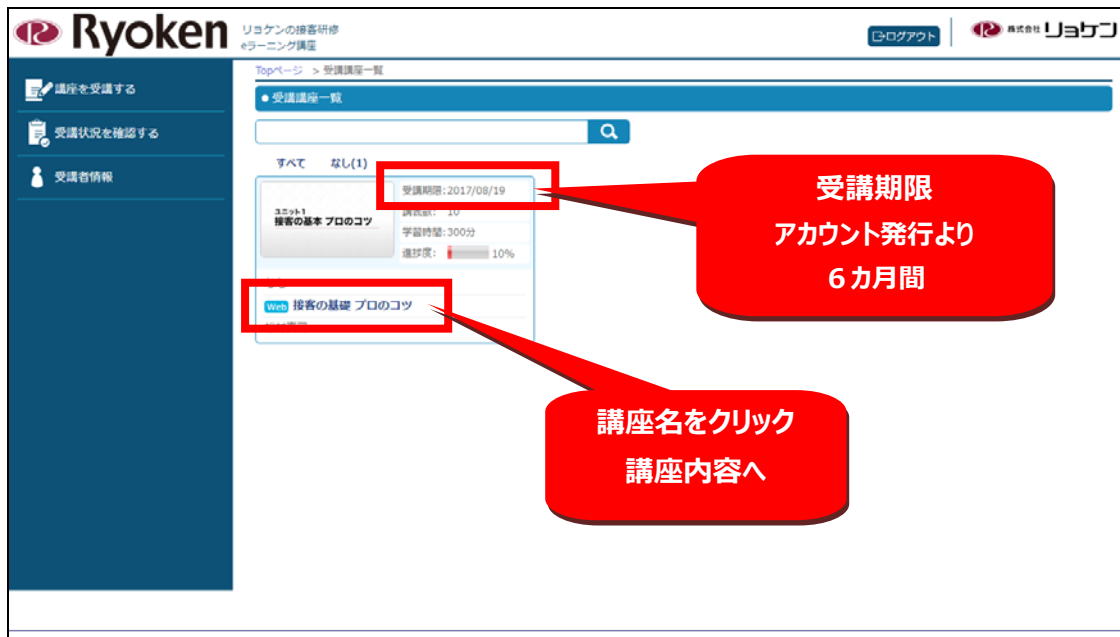 Ryoken
リョケンの接客研修
eラーニング講座
ログアウト
株式会社 リョケン
講座を受講する
受講状況を確認する
受講者情報
Topページ > 受講講座一覧
受講講座一覧
すべて なし(1)
ユニット1
接客の基本 プロのコツ
受講期限:2017/08/19
講義数: 10
学習時間:300分
進捗度: 10%
Web 接客の基礎 プロのコツ
受講期限
アカウント発行より
6カ月間
講座名をクリック
講座内容へ